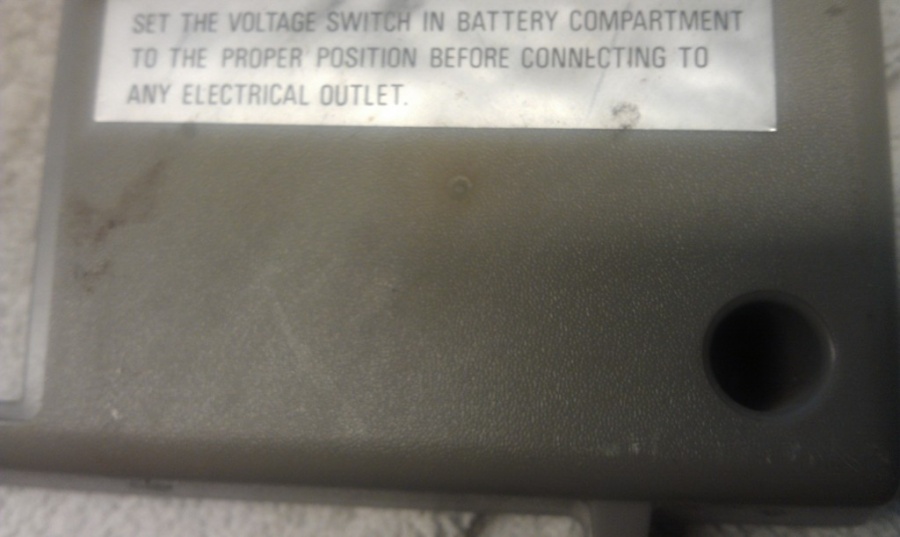 SET THE VOLTAGE SWITCH IN BATTERY COMPARTMENT
TO THE PROPER POSITION BEFORE CONNECTING TO
ANY ELECTRICAL OUTLET.